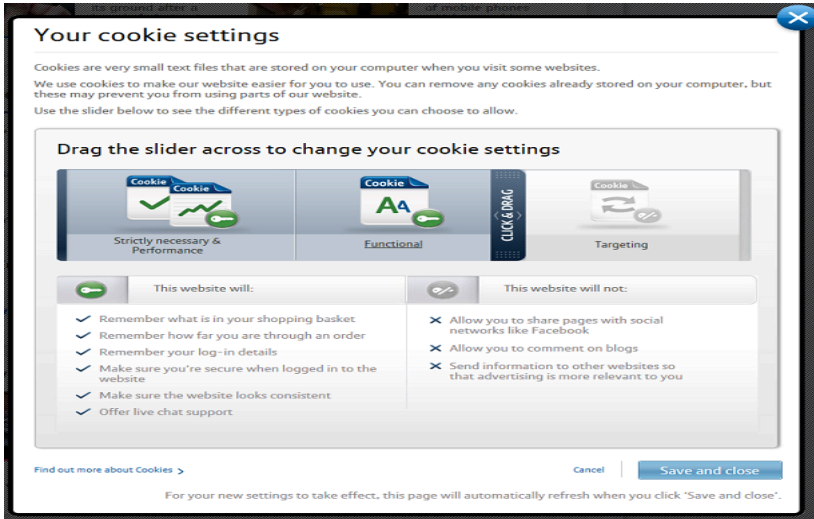 its ground after a
of mobile phones
Your cookie settings
Cookies are very small text files that are stored on your computer when you visit some websites.
We use cookies to make our website easier for you to use. You can remove any cookies already stored on your computer, but
these may prevent you from using parts of our website.
Use the slider below to see the different types of cookies you can choose to allow.
Drag the slider across to change your cookie settings
Cookie
Cookie
Cookie
AA
CLICK & DRAG
Cookie
Strictly necessary &
Performance
Functional
Targeting
This website will:
Remember what is in your shopping basket
Remember how far you are through an order
Remember your log-in details
Make sure you're secure when logged in to the
website
Make sure the website looks consistent
Offer live chat support
This website will not:
Allow you to share pages with social
networks like Facebook
Allow you to comment on blogs
Send information to other websites so
that advertising is more relevant to you
Find out more about Cookies >
Cancel
Save and close
For your new settings to take effect, this page will automatically refresh when you click 'Save and close'.